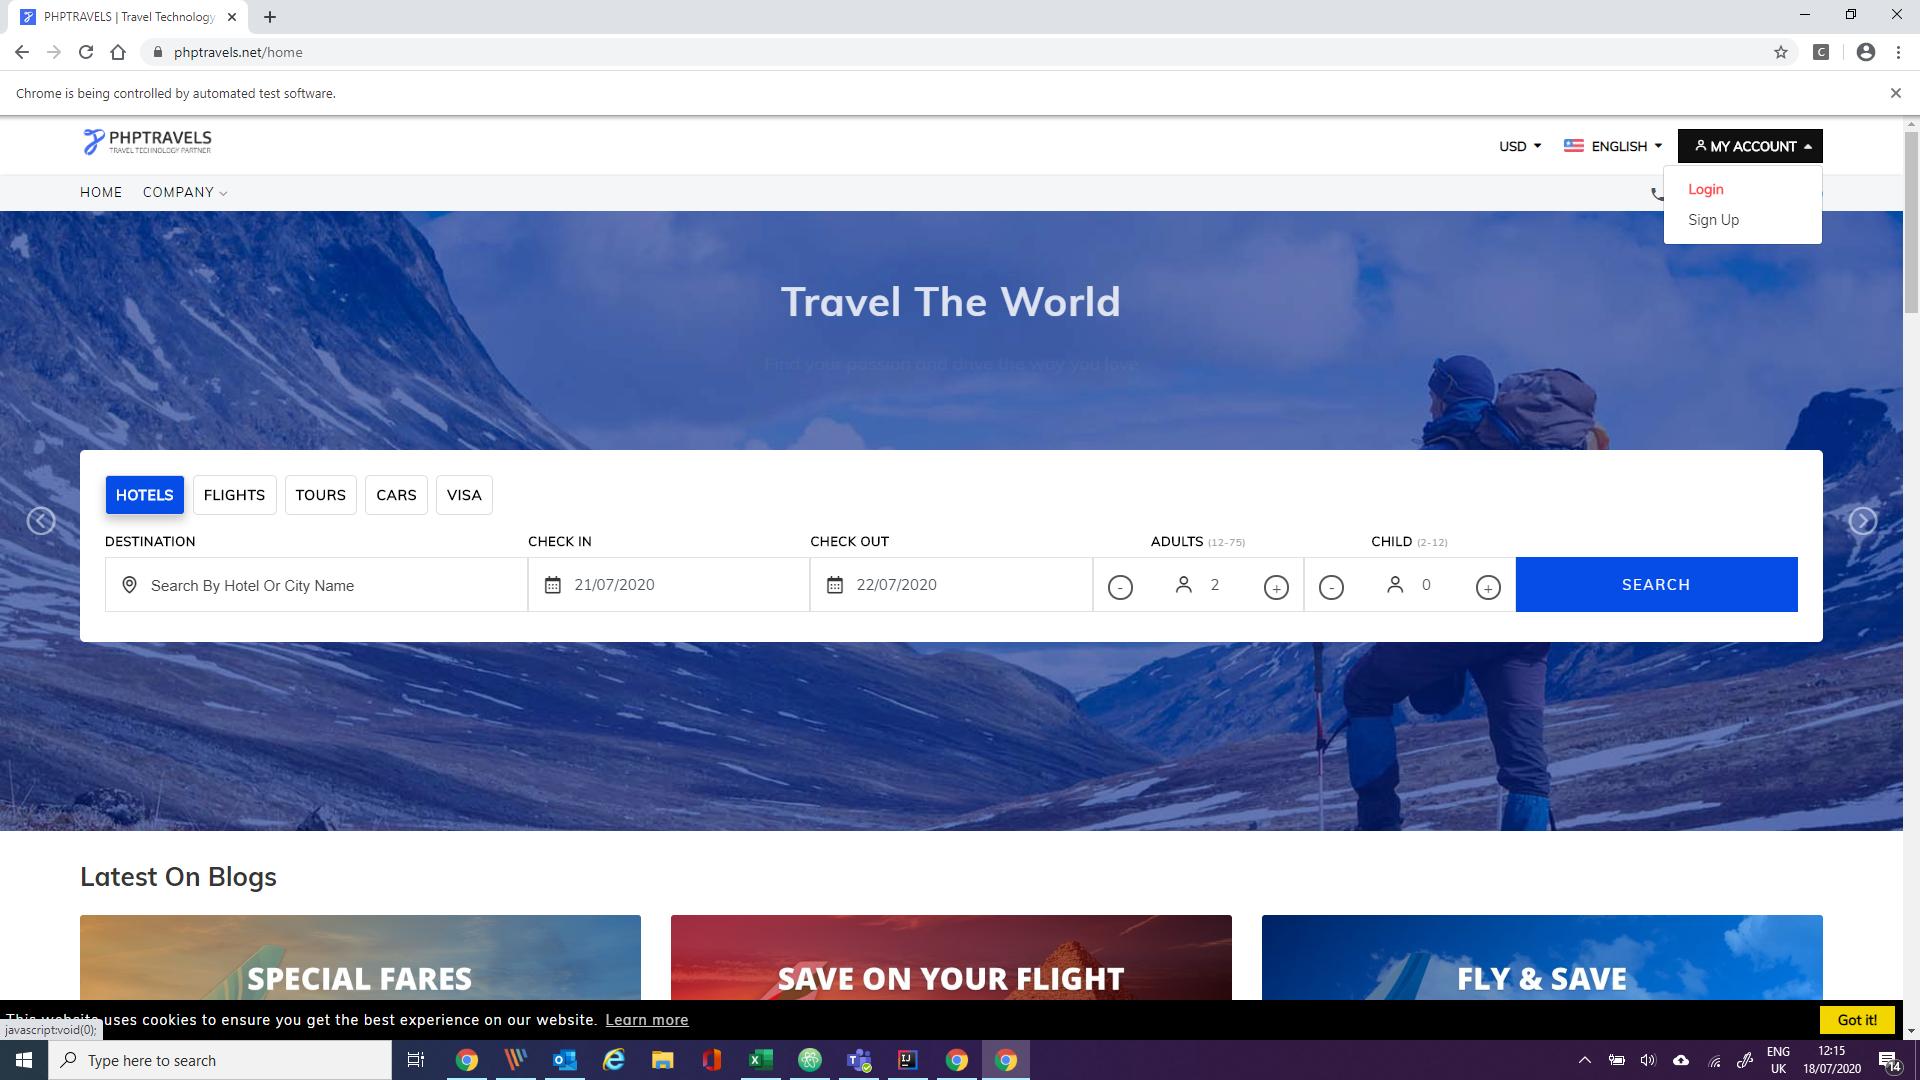 PHPTRAVELS | Travel Technology
phptravels.net/home
Chrome is being controlled by automated test software.
PHPTRAVELS
TRAVEL TECHNOLOGY PARTNER
USD
ENGLISH
MY ACCOUNT
HOME
COMPANY
Login
Sign Up
Travel The World
Find your passion and drive the way you love
HOTELS
FLIGHTS
TOURS
CARS
VISA
DESTINATION
CHECK IN
CHECK OUT
ADULTS (12-75)
CHILD (2-12)
Search By Hotel Or City Name
21/07/2020
22/07/2020
- 2 +
- 0 +
SEARCH
Latest On Blogs
SPECIAL FARES
SAVE ON YOUR FLIGHT
FLY & SAVE
This website uses cookies to ensure you get the best experience on our website. Learn more
Got it!
javascript:void(0);
Type here to search
ENG
UK
12:15
18/07/2020
14